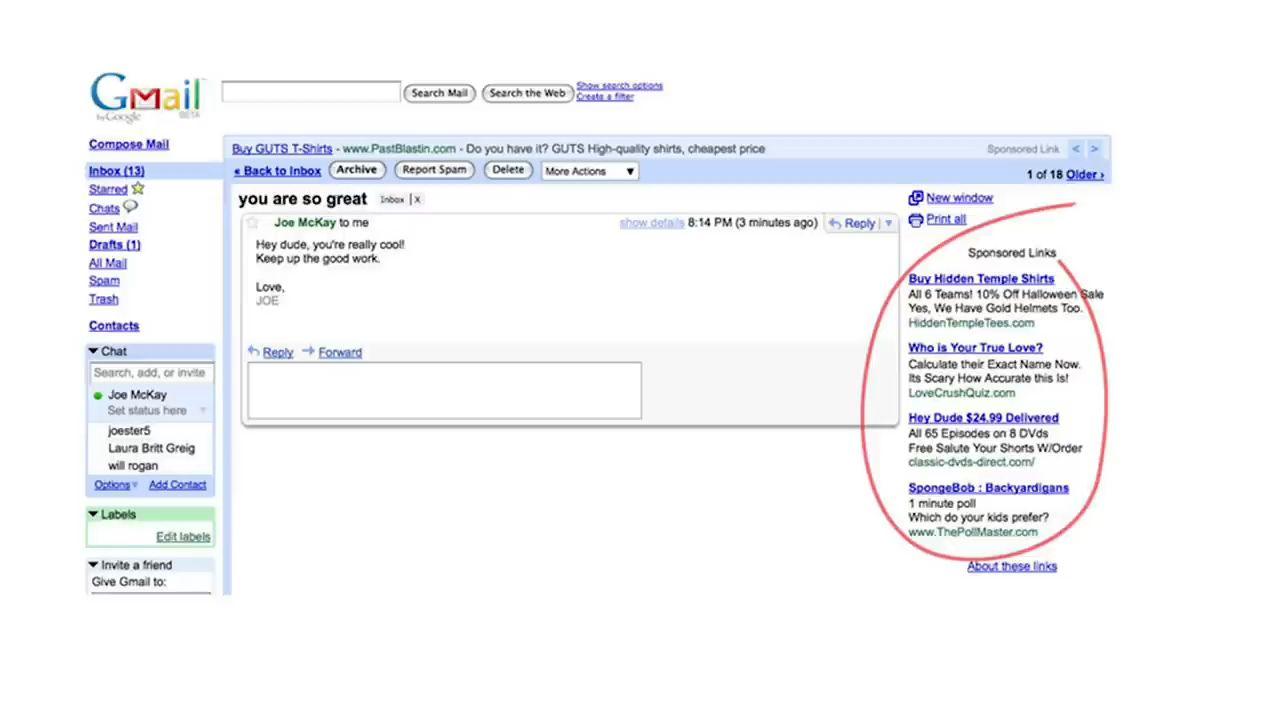 Gmail
by Google
BETA
Search Mail
Search the Web
Show search options
Create a filter
Compose Mail
Inbox (13)
Starred
Chats
Sent Mail
Drafts (1)
All Mail
Spam
Trash
Contacts
Chat
Search, add, or invite
Joe McKay
Set status here
joester5
Laura Britt Greig
will rogan
Options
Add Contact
Labels
Edit labels
Invite a friend
Give Gmail to:
Buy GUTS T-Shirts - www.PastBlastin.com - Do you have it? GUTS High-quality shirts, cheapest price
Sponsored Link < >
« Back to Inbox
Archive
Report Spam
Delete
More Actions
1 of 18 Older ›
you are so great
Inbox | X
Joe McKay to me
show details 8:14 PM (3 minutes ago)
Reply
Hey dude, you're really cool!
Keep up the good work.
Love,
JOE
Reply
Forward
New window
Print all
Sponsored Links
Buy Hidden Temple Shirts
All 6 Teams! 10% Off Halloween Sale
Yes, We Have Gold Helmets Too.
HiddenTempleTees.com
Who is Your True Love?
Calculate their Exact Name Now.
Its Scary How Accurate this Is!
LoveCrushQuiz.com
Hey Dude $24.99 Delivered
All 65 Episodes on 8 DVDs
Free Salute Your Shorts W/Order
classic-dvds-direct.com/
SpongeBob : Backyardigans
1 minute poll
Which do your kids prefer?
www.ThePollMaster.com
About these links